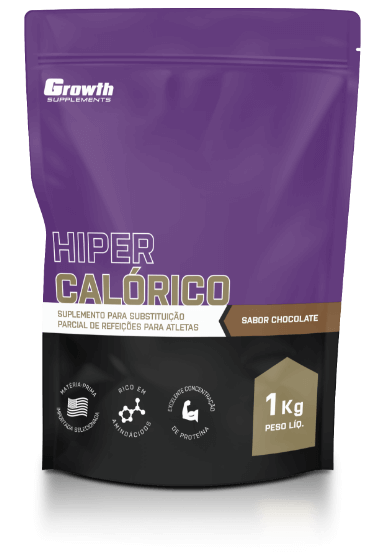 Growth
SUPPLEMENTS
HIPER
CALÓRICO
SUPLEMENTO PARA SUBSTITUIÇÃO
PARCIAL DE REFEIÇÕES PARA ATLETAS
SABOR CHOCOLATE
MATÉRIA-PRIMA
IMPORTADA SELECIONADA
RICO EM
AMINOÁCIDOS
EXCELENTE CONCENTRAÇÃO
DE PROTEÍNA
1Kg
PESO LÍQ.